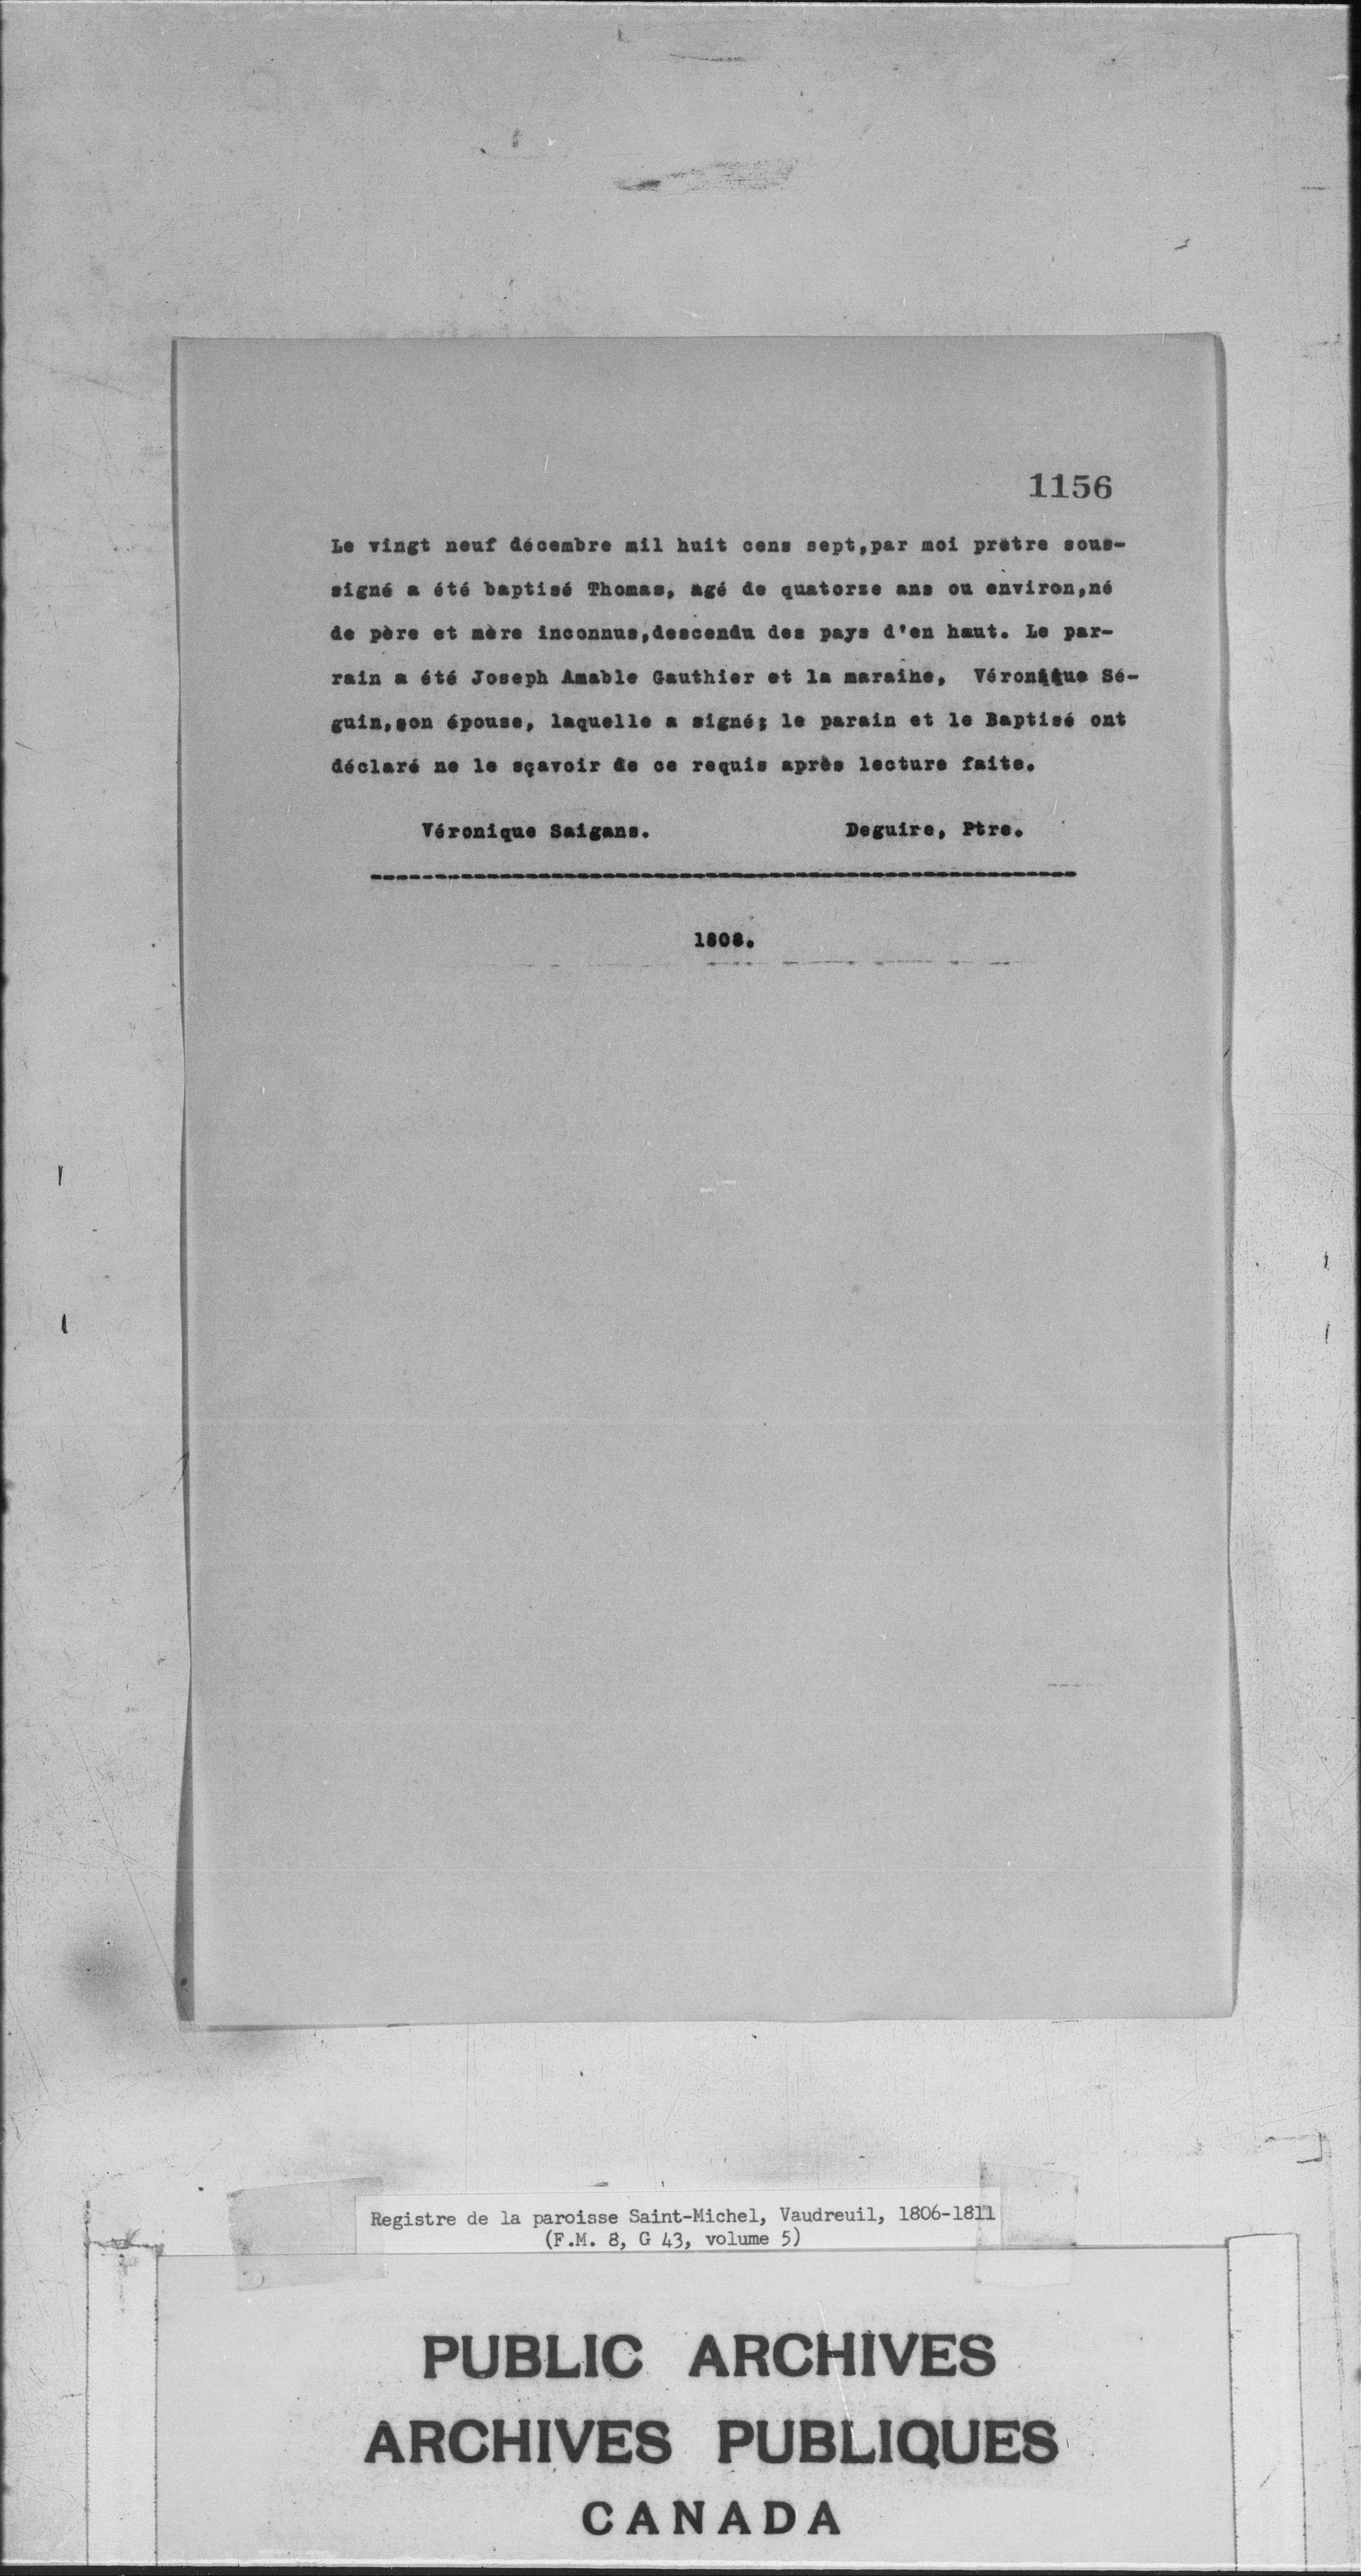 1156
Le vingt neuf décembre mil huit cens sept,par moi prêtre sous-
signé a été baptisé Thomas, agé de quatorze ans ou environ,né
de père et mère inconnus,descendu des pays d'en haut. Le par-
rain a été Joseph Amable Gauthier et la maraine, Véronique Sé-
guin,son épouse, laquelle a signé; le parain et le Baptisé ont
déclaré ne le sçavoir de ce requis après lecture faite.
Véronique Saigans. Deguire, Ptre.
1808.
Registre de la paroisse Saint-Michel, Vaudreuil, 1806-1811
(F.M. 8, G 43, volume 5)
PUBLIC ARCHIVES
ARCHIVES PUBLIQUES
CANADA